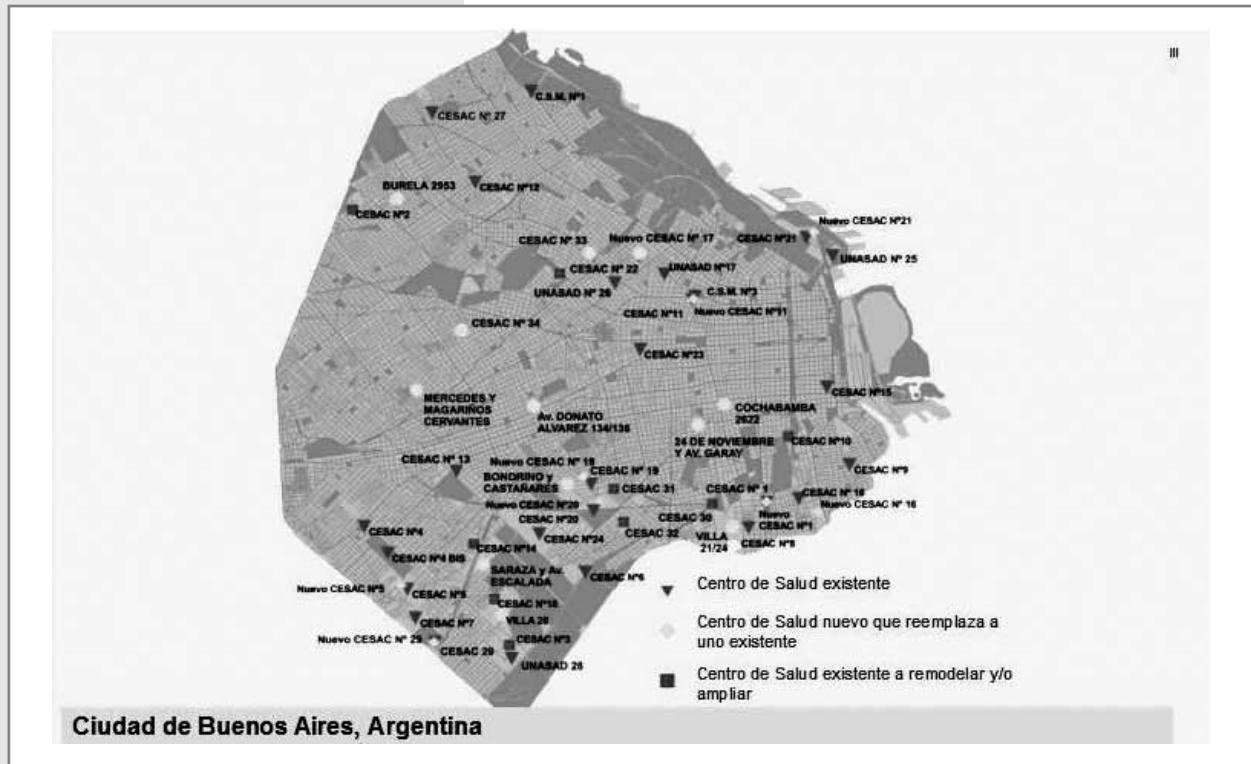 III
C.S.M. Nº1
CESAC Nº 27
CESAC Nº12
BURELA 2953
CESAC Nº2
Nuevo CESAC Nº21
CESAC Nº21
UNASAD Nº 25
CESAC Nº 33
Nuevo CESAC Nº 17
CESAC Nº 22
UNASAD Nº17
UNASAD Nº 26
C.S.M. Nº3
CESAC Nº11
Nuevo CESAC Nº11
CESAC Nº 34
CESAC Nº23
CESAC Nº15
MERCEDES Y
MAGARIÑOS
CERVANTES
Av. DONATO
ALVAREZ 134/136
COCHABAMBA
2622
24 DE NOVIEMBRE
Y AV. GARAY
CESAC Nº10
CESAC Nº9
CESAC Nº 13
Nuevo CESAC Nº 19
CESAC Nº 19
BONORINO y
CASTAÑARES
CESAC 31
Nuevo CESAC Nº20
CESAC Nº20
CESAC Nº 1
CESAC Nº 16
Nuevo CESAC Nº 16
CESAC 30
CESAC 32
Nuevo
CESAC Nº1
VILLA
21/24
CESAC Nº8
CESAC Nº24
CESAC Nº4
CESAC Nº4 BIS
CESAC Nº14
SARAZA y Av.
ESCALADA
CESAC Nº6
Nuevo CESAC Nº5
CESAC Nº5
CESAC Nº18
VILLA 20
CESAC Nº7
Nuevo CESAC Nº 29
CESAC 29
CESAC Nº3
UNASAD 28
Centro de Salud existente
Centro de Salud nuevo que reemplaza a
uno existente
Centro de Salud existente a remodelar y/o
ampliar
Ciudad de Buenos Aires, Argentina